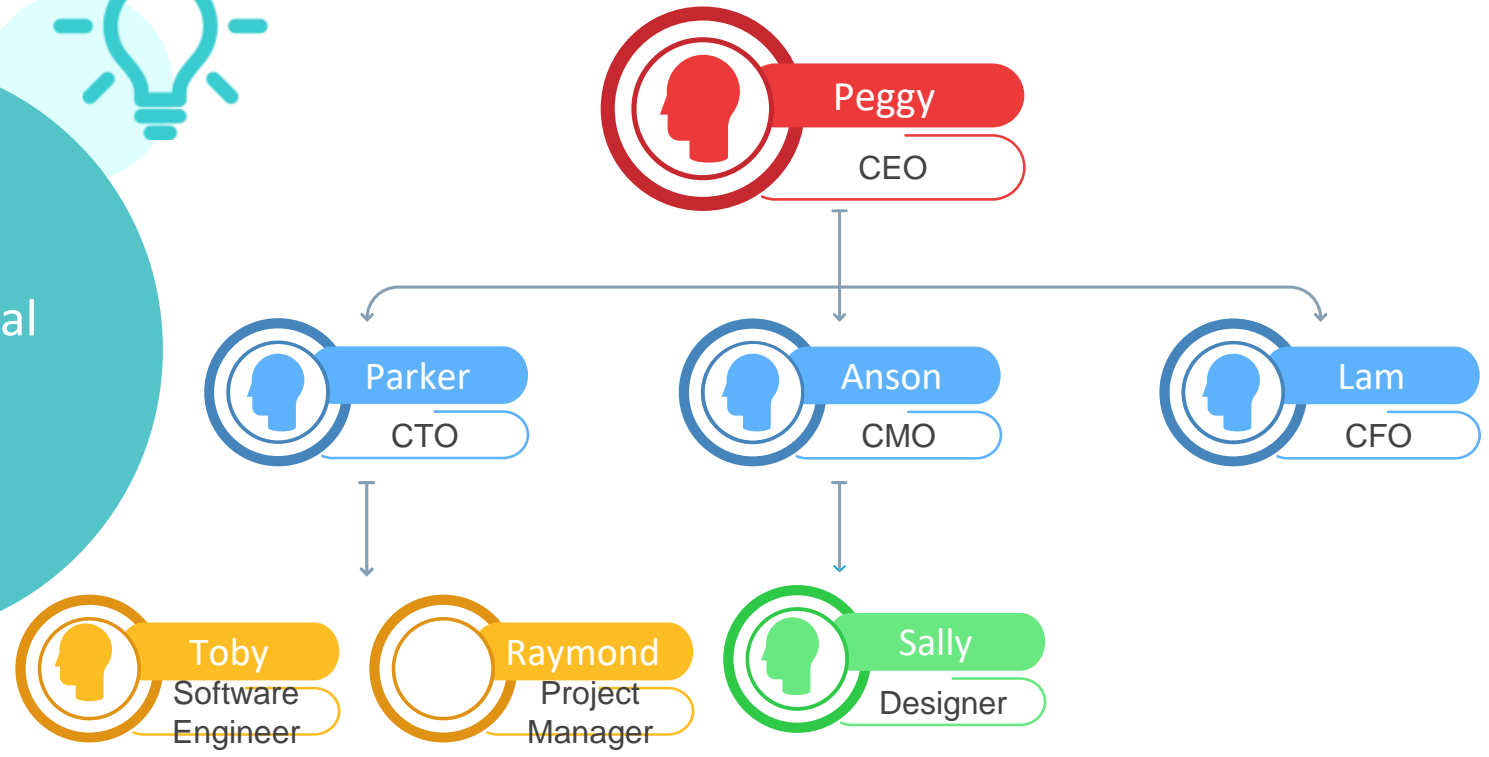 Peggy
CEO
al
Parker
CTO
Anson
CMO
Lam
CFO
Toby
Software
Engineer
Raymond
Project
Manager
Sally
Designer